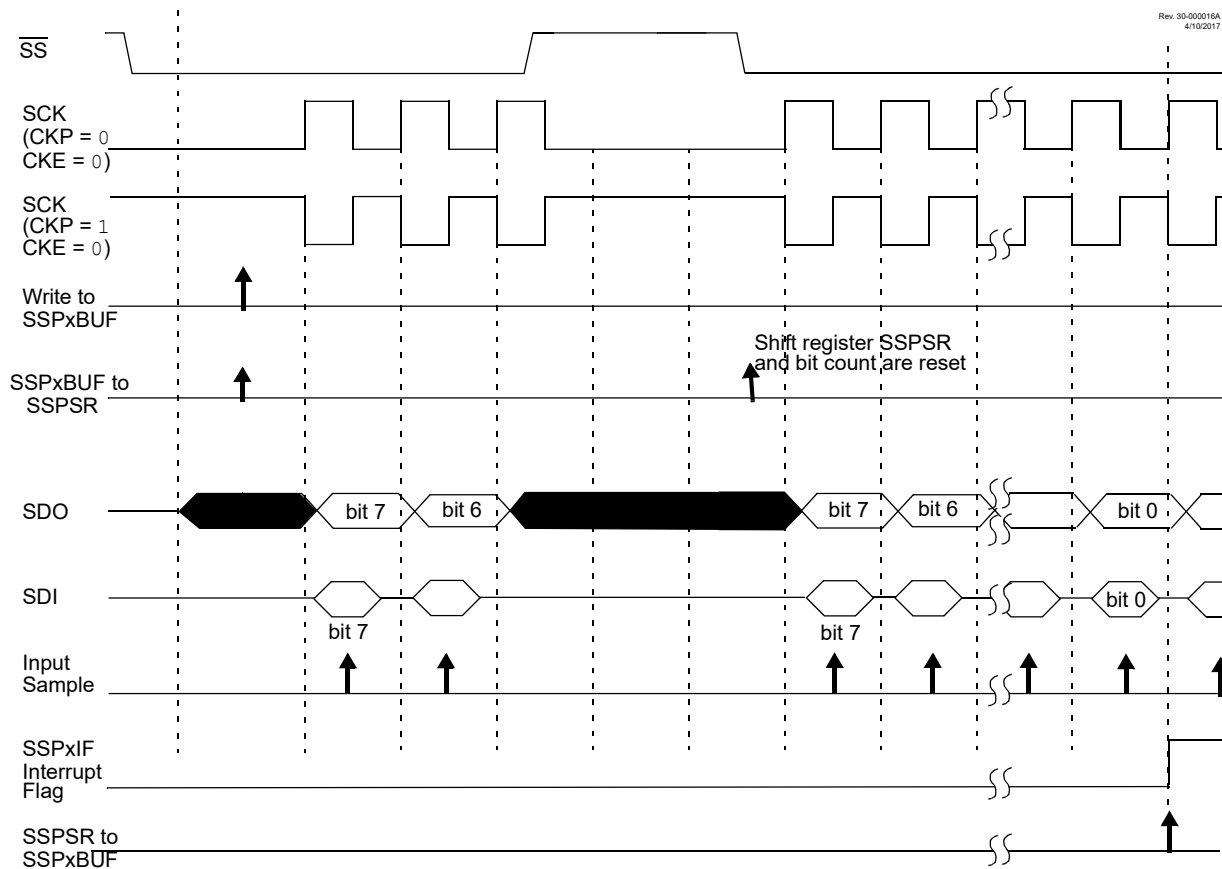 Rev. 30-000016A
4/10/2017
SS
SCK
(CKP = 0
CKE = 0)
SCK
(CKP = 1
CKE = 0)
Write to
SSPxBUF
Shift register SSPSR
and bit count are reset
SSPxBUF to
SSPSR
SDO
bit 7
bit 6
bit 7
bit 6
bit 0
SDI
bit 0
bit 7
bit 7
Input
Sample
SSPxIF
Interrupt
Flag
SSPSR to
SSPxBUF